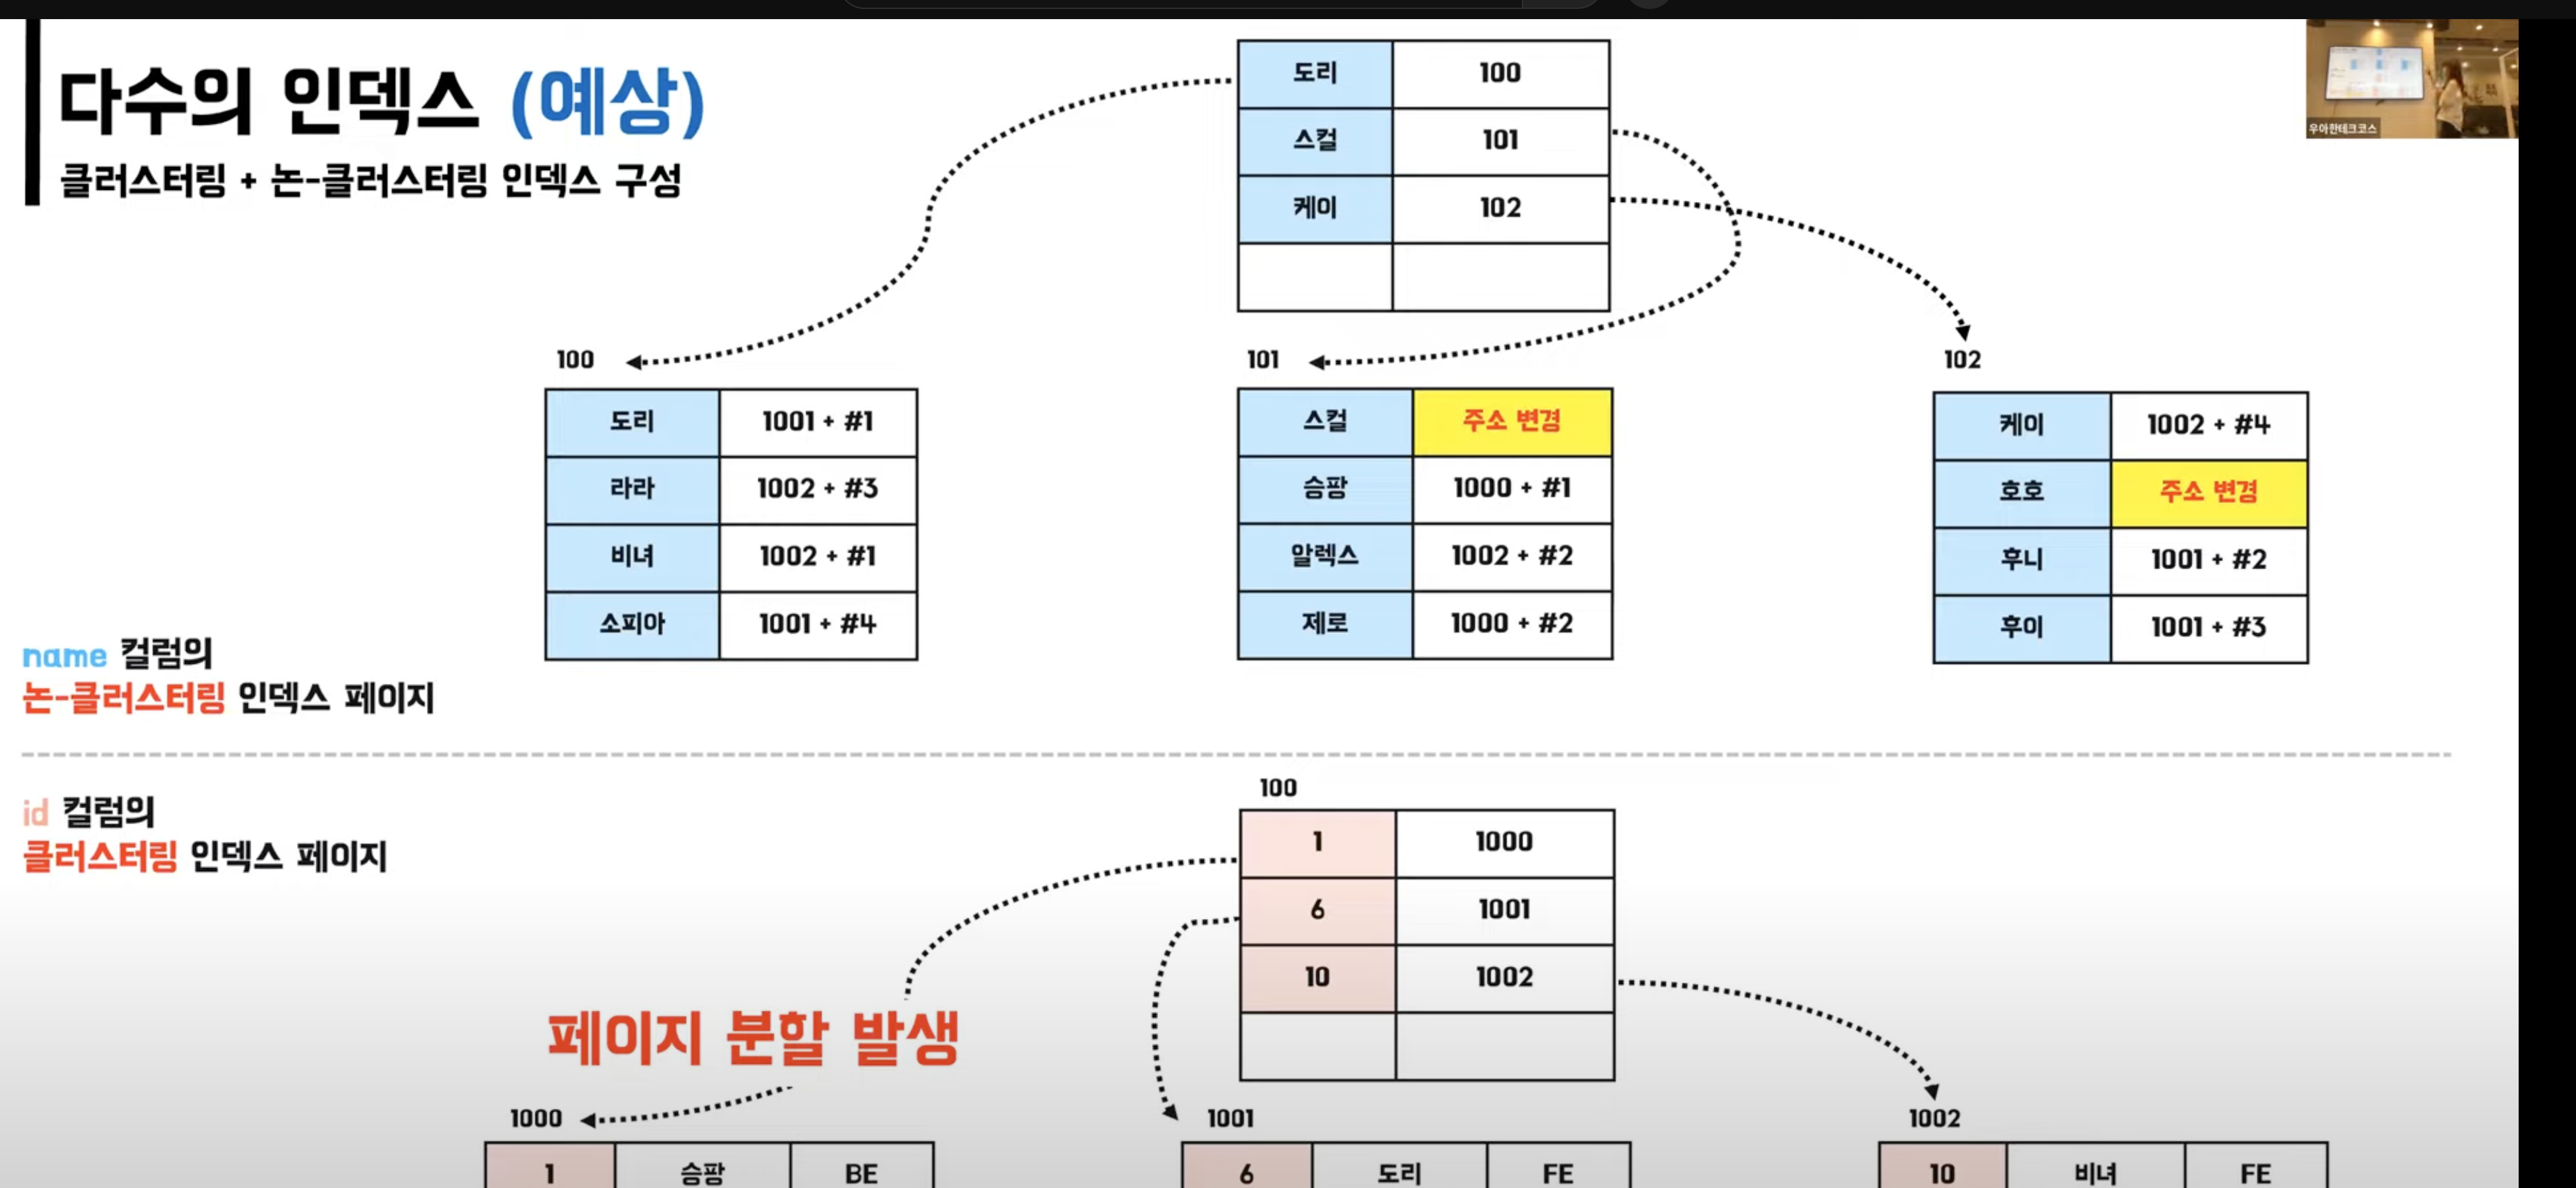 다수의 인덱스 (예상)
클러스터링 + 논-클러스터링 인덱스 구성
우아한테크코스
도리 100
스컬 101
케이 102
100
도리 1001 + #1
라라 1002 + #3
비녀 1002 + #1
소피아 1001 + #4
101
스컬 주소 변경
승팡 1000 + #1
알렉스 1002 + #2
제로 1000 + #2
102
케이 1002 + #4
호호 주소 변경
후니 1001 + #2
후이 1001 + #3
name 컬럼의
논-클러스터링 인덱스 페이지
id 컬럼의
클러스터링 인덱스 페이지
100
1 1000
6 1001
10 1002
페이지 분할 발생
1000
1 승팡 BE
1001
6 도리 FE
1002
10 비녀 FE